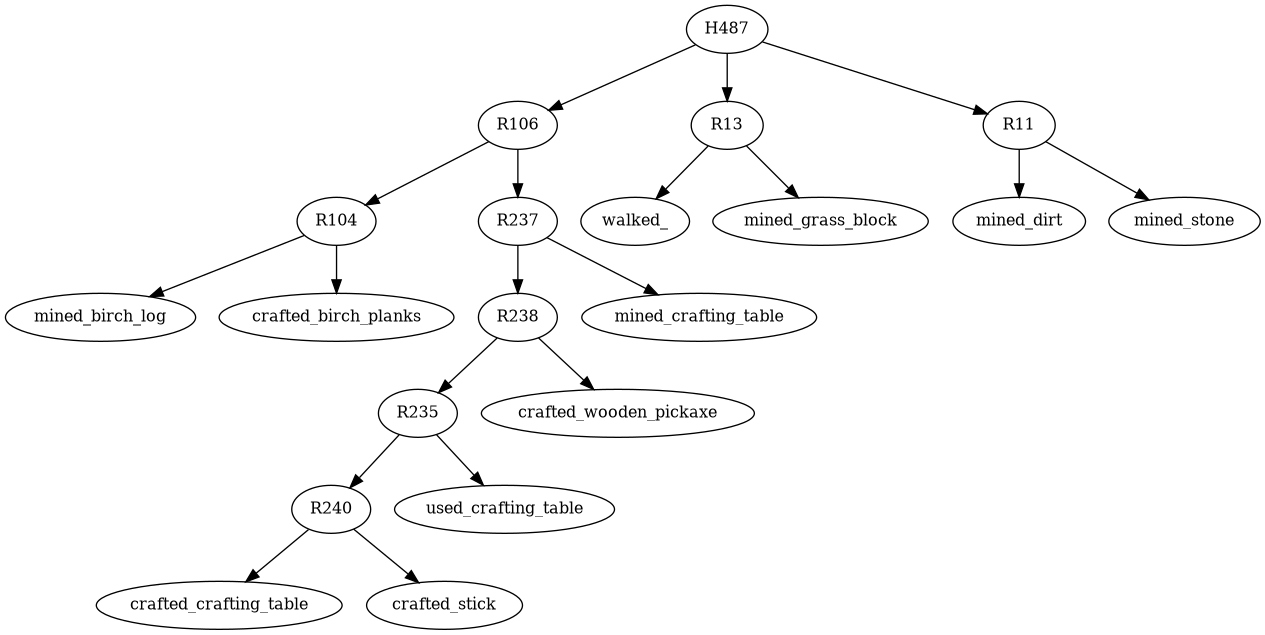 H487
R106
R13
R11
R104
R237
walked_
mined_grass_block
mined_dirt
mined_stone
mined_birch_log
crafted_birch_planks
R238
mined_crafting_table
R235
crafted_wooden_pickaxe
R240
used_crafting_table
crafted_crafting_table
crafted_stick